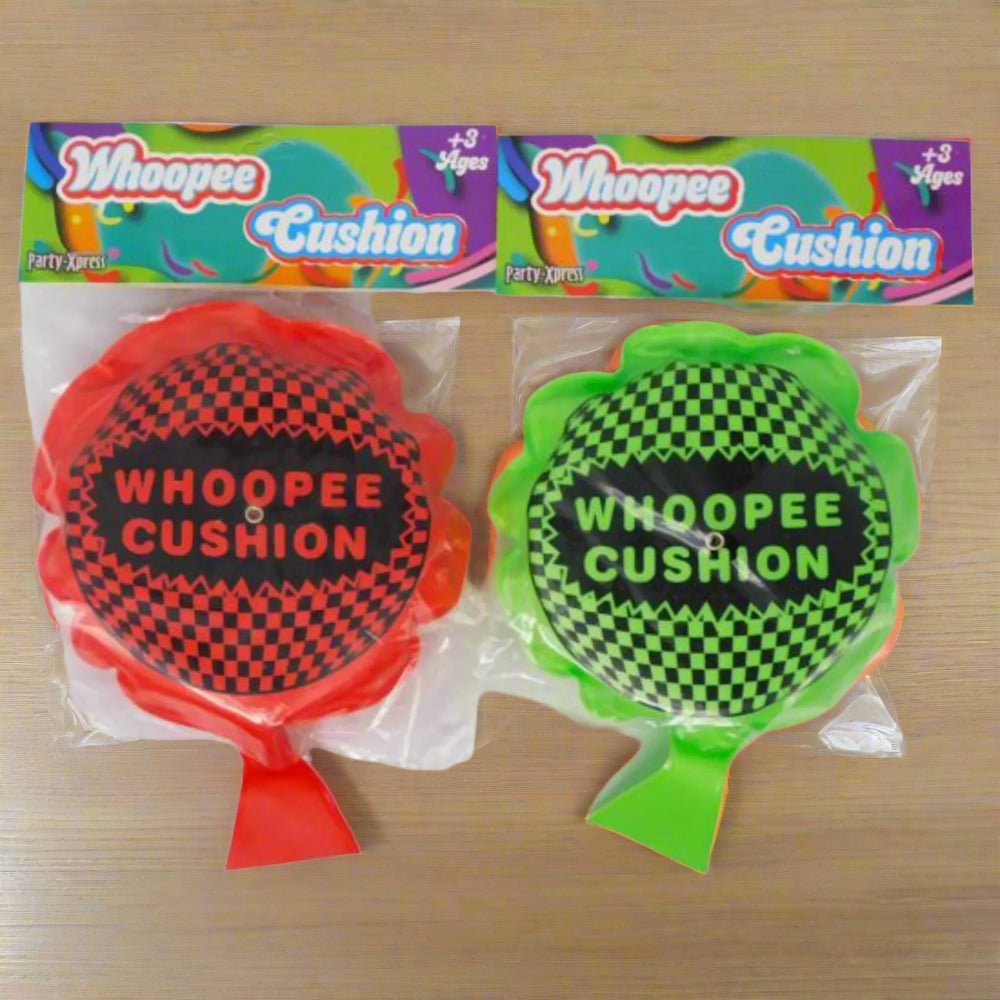 Whoopee
Cushion
+3
Ages
Party-Xpress
WHOOPEE
CUSHION
Whoopee
Cushion
+3
Ages
Party-Xpress
WHOOPEE
CUSHION